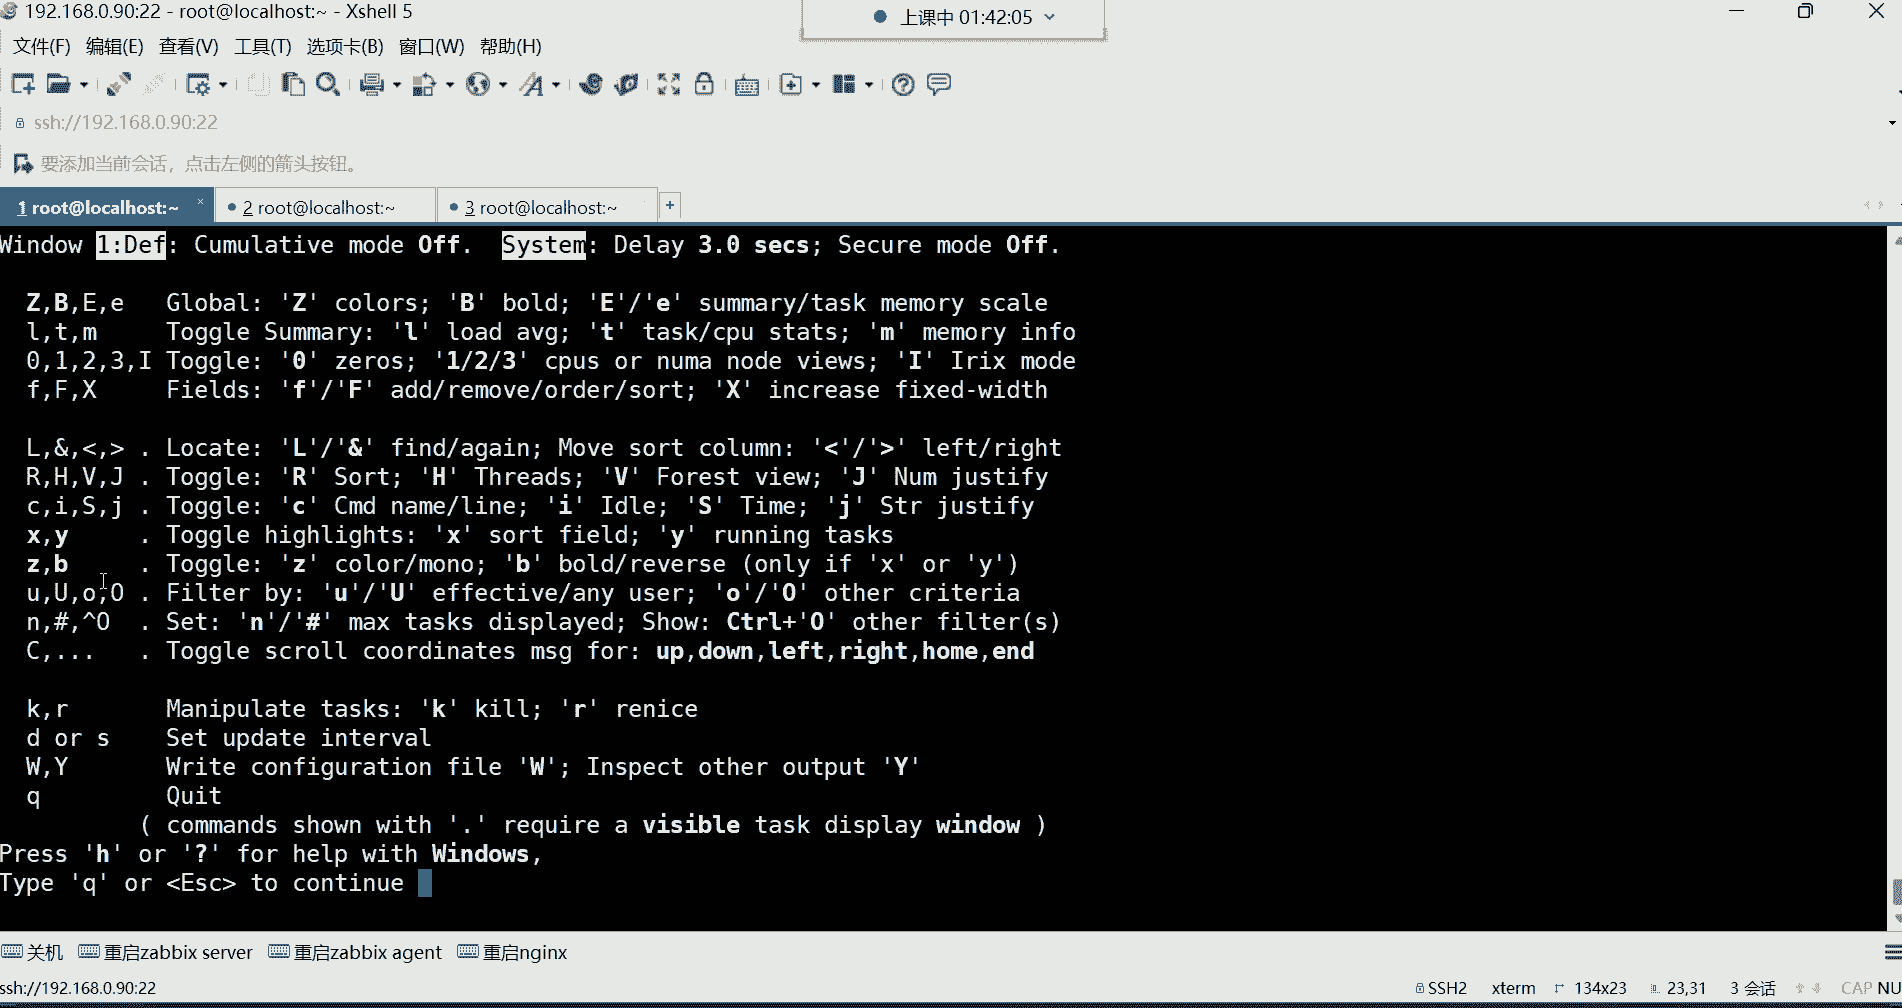 192.168.0.90:22 - root@localhost:~ - Xshell 5
上课中 01:42:05
文件(F) 编辑(E) 查看(V) 工具(T) 选项卡(B) 窗口(W) 帮助(H)
ssh://192.168.0.90:22
要添加当前会话，点击左侧的箭头按钮。
1 root@localhost:~ × 2 root@localhost:~ 3 root@localhost:~ +
Window 1:Def: Cumulative mode Off.  System: Delay 3.0 secs; Secure mode Off.
Z,B,E,e   Global: 'Z' colors; 'B' bold; 'E'/'e' summary/task memory scale
l,t,m     Toggle Summary: 'l' load avg; 't' task/cpu stats; 'm' memory info
0,1,2,3,I Toggle: '0' zeros; '1/2/3' cpus or numa node views; 'I' Irix mode
f,F,X     Fields: 'f'/'F' add/remove/order/sort; 'X' increase fixed-width
L,&,<,> . Locate: 'L'/'&' find/again; Move sort column: '<'/'>' left/right
R,H,V,J . Toggle: 'R' Sort; 'H' Threads; 'V' Forest view; 'J' Num justify
c,i,S,j . Toggle: 'c' Cmd name/line; 'i' Idle; 'S' Time; 'j' Str justify
x,y     . Toggle highlights: 'x' sort field; 'y' running tasks
z,b     . Toggle: 'z' color/mono; 'b' bold/reverse (only if 'x' or 'y')
u,U,o,O . Filter by: 'u'/'U' effective/any user; 'o'/'O' other criteria
n,#,^O  . Set: 'n'/'#' max tasks displayed; Show: Ctrl+'O' other filter(s)
C,...   . Toggle scroll coordinates msg for: up,down,left,right,home,end
k,r       Manipulate tasks: 'k' kill; 'r' renice
d or s    Set update interval
W,Y       Write configuration file 'W'; Inspect other output 'Y'
q         Quit
( commands shown with '.' require a visible task display window )
Press 'h' or '?' for help with Windows,
Type 'q' or <Esc> to continue
关机 重启zabbix server 重启zabbix agent 重启nginx
ssh://192.168.0.90:22 SSH2 xterm 134x23 23,31 3 会话 CAP NU